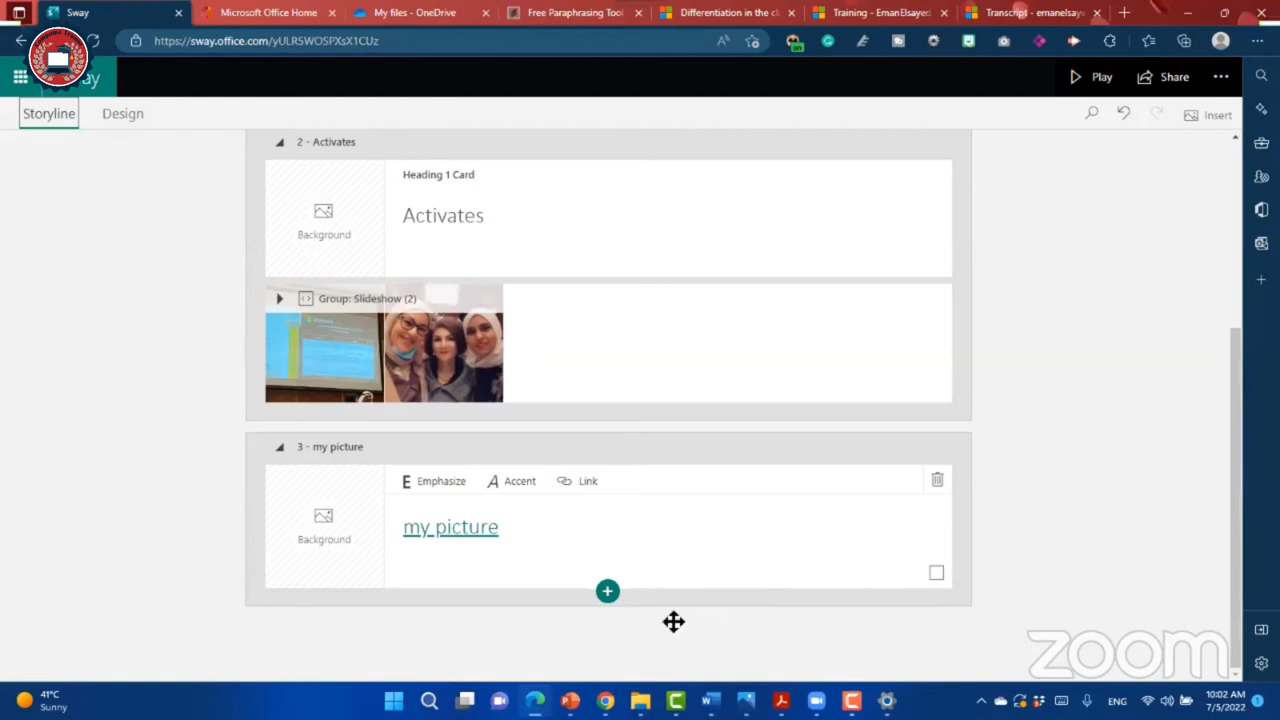 Sway
Microsoft Office Home
My files - OneDrive
Free Paraphrasing Tool
Differentiation in the cl
Training - EmanElsayed
Transcript - emanelsaye
https://sway.office.com/yULR5WOSPXsX1CUz
ay
Play
Share
Storyline
Design
Insert
2 - Activates
Heading 1 Card
Activates
Background
Group: Slideshow (2)
3 - my picture
E Emphasize
A Accent
Link
my picture
Background
zoom
41°C
Sunny
ENG
10:02 AM
7/5/2022